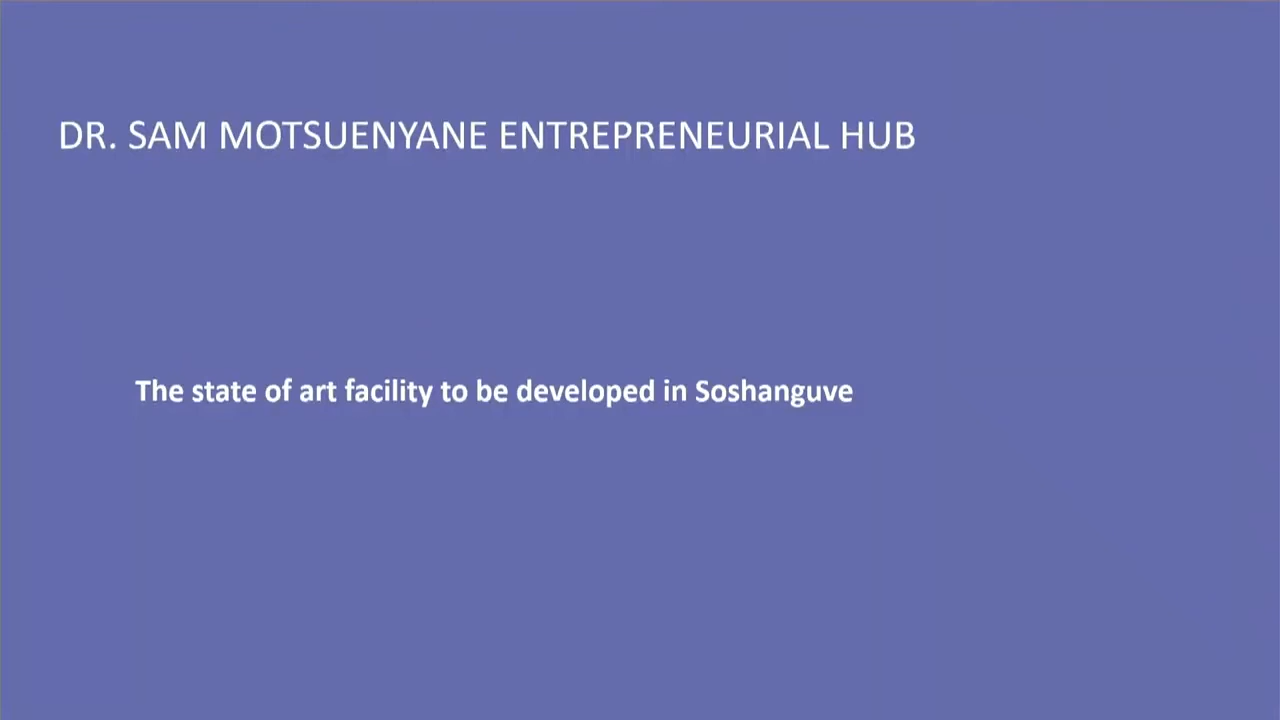 DR. SAM MOTSUENYANE ENTREPRENEURIAL HUB
The state of art facility to be developed in Soshanguve